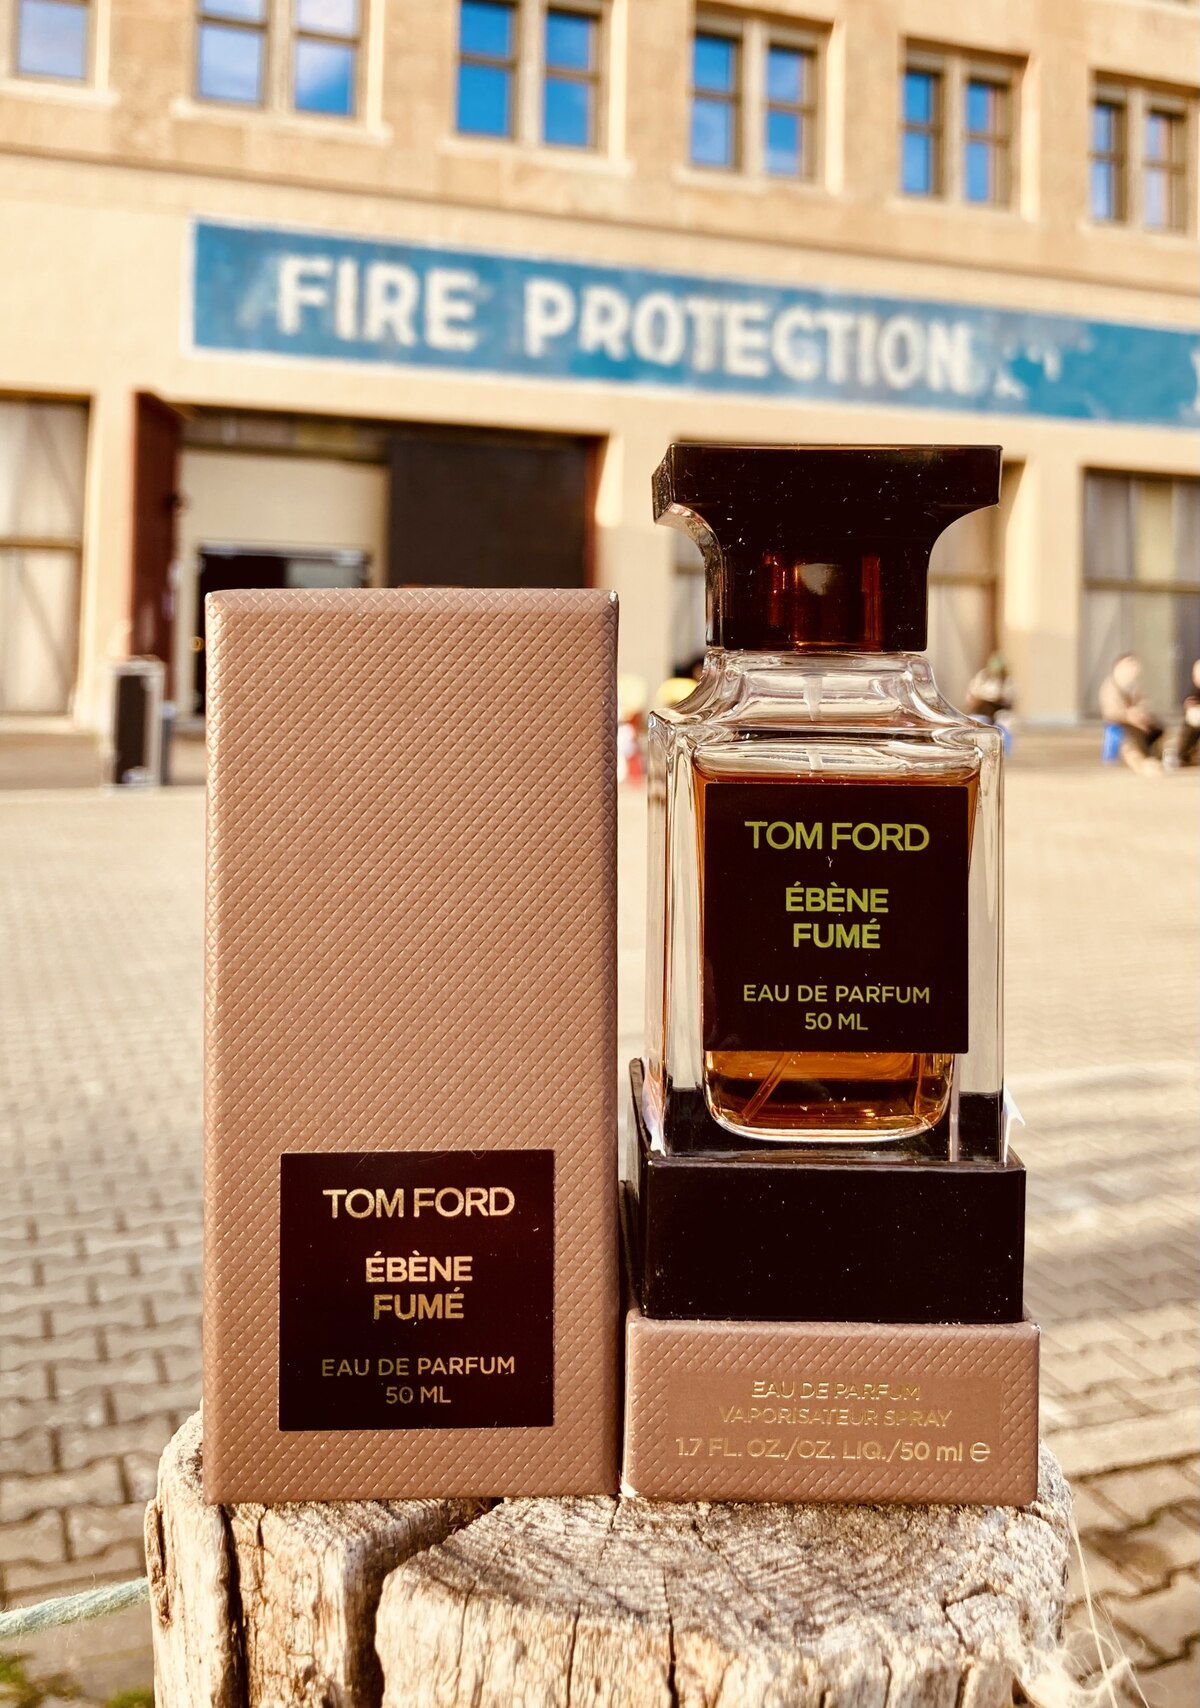 FIRE PROTECTION
TOM FORD
ÉBÈNE
FUMÉ
EAU DE PARFUM
50 ML
TOM FORD
ÉBÈNE
FUMÉ
EAU DE PARFUM
50 ML
EAU DE PARFUM
VAPORISATEUR SPRAY
1.7 FL. OZ./OZ. LIQ./50 ml ℮